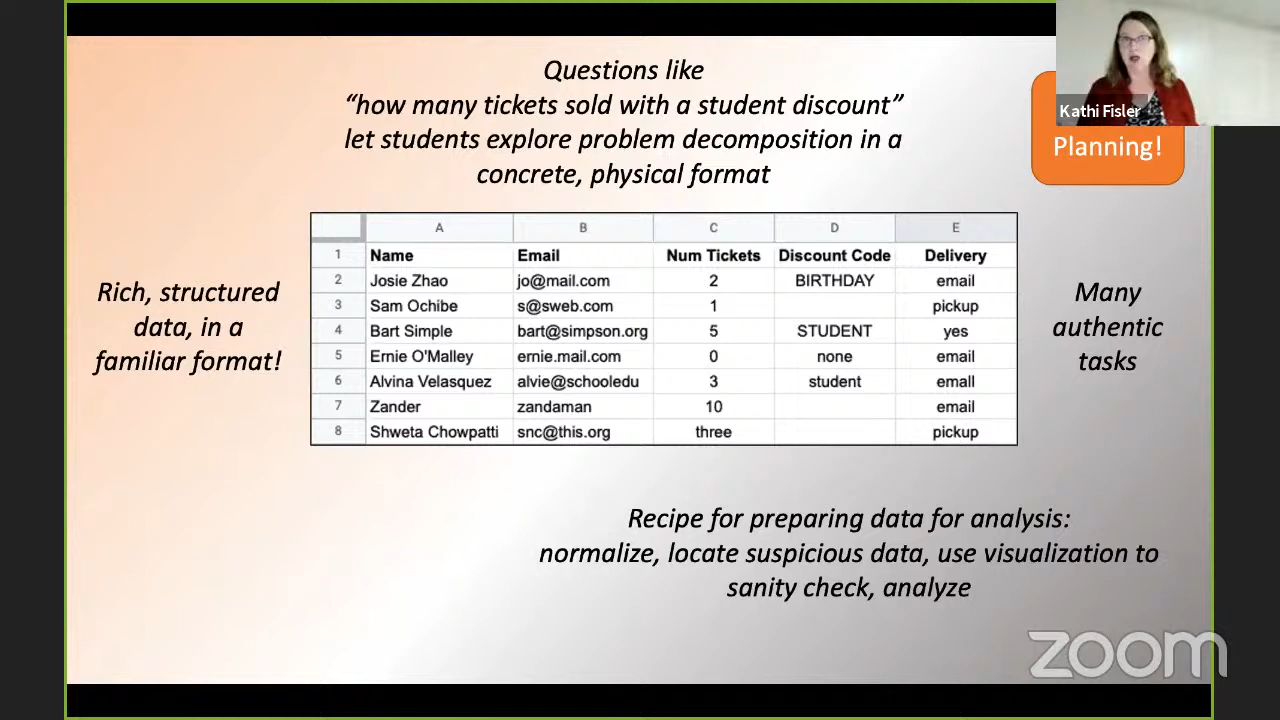 Questions like
“how many tickets sold with a student discount”
let students explore problem decomposition in a
concrete, physical format
Kathi Fisler
Planning!
Rich, structured
data, in a
familiar format!
A B C D E
1 Name Email Num Tickets Discount Code Delivery
2 Josie Zhao jo@mail.com 2 BIRTHDAY email
3 Sam Ochibe s@sweb.com 1 pickup
4 Bart Simple bart@simpson.org 5 STUDENT yes
5 Ernie O'Malley ernie.mail.com 0 none email
6 Alvina Velasquez alvie@schooledu 3 student emall
7 Zander zandaman 10 email
8 Shweta Chowpatti snc@this.org three pickup
Many
authentic
tasks
Recipe for preparing data for analysis:
normalize, locate suspicious data, use visualization to
sanity check, analyze
zoom